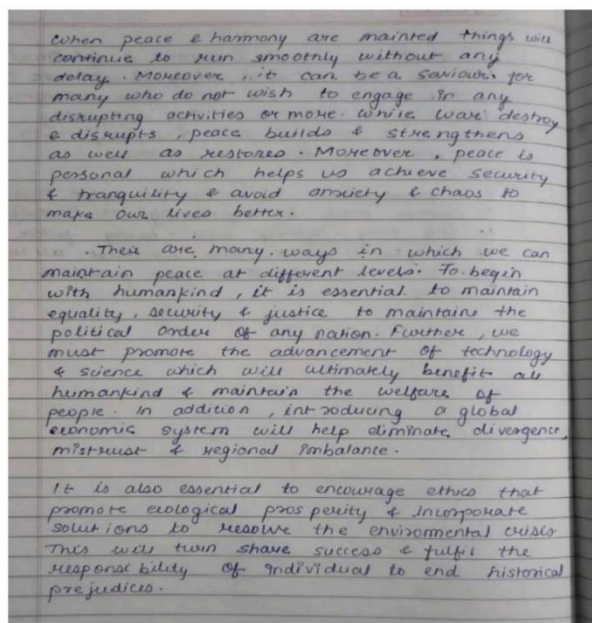 When peace & harmony are mainted things will
continue to run smoothly without any
delay. Moreover, it can be a saviour for
many who do not wish to engage in any
disrupting activities or more. While war destroy
& disrupts, peace builds & strengthens
as well as restores. Moreover, peace is
personal which helps us achieve security
& tranquility & avoid anxiety & chaos to
make our lives better.
Their are many ways in which we can
maintain peace at different levels. To begin
with humankind, it is essential to maintain
equality, security & justice to maintain the
political order of any nation. Further, we
must promote the advancement of technology
& science which will ultimately benefit all
humankind & maintain the welfare of
people. In addition, introducing a global
economic system will help eliminate divergence,
mistrust & regional imbalance.
It is also essential to encourage ethics that
promote ecological prosperity & incorporate
solutions to resolve the environmental crisis.
This will turn share success & fulfil the
responsibility of individual to end historical
prejudices.